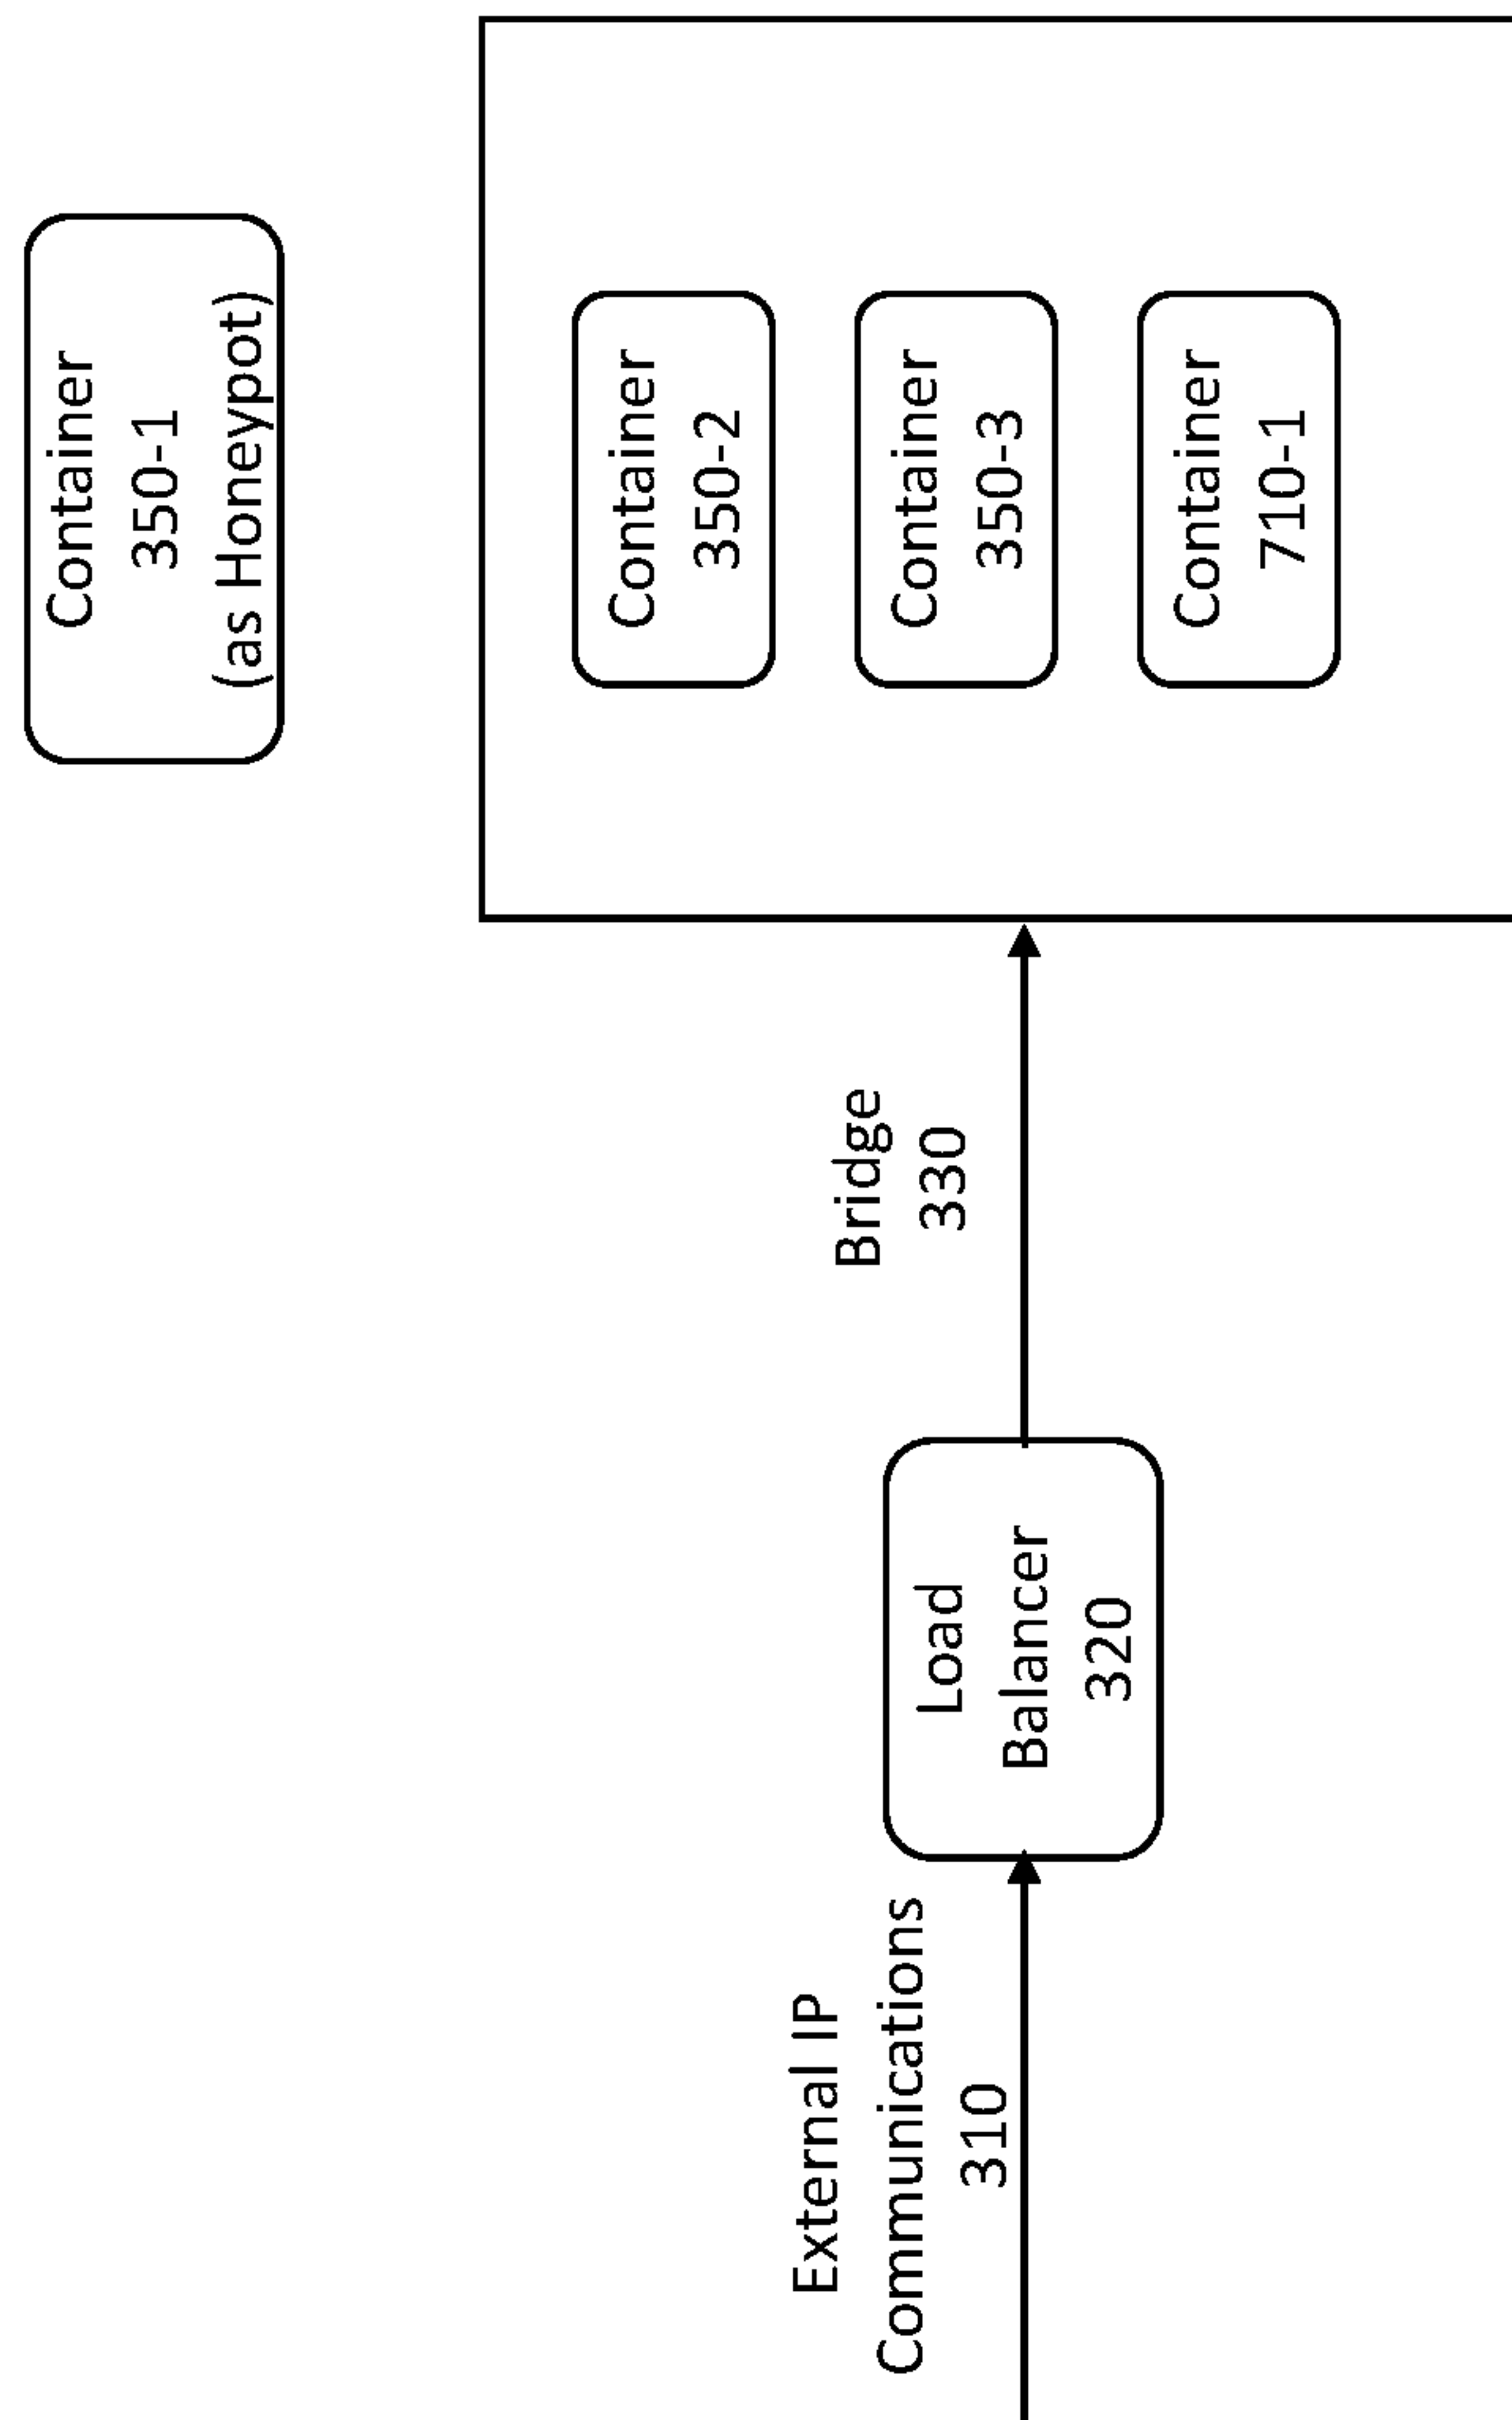 Container
350-1
(as Honeypot)
Container
350-2
Container
350-3
Container
710-1
Bridge
330
Load
Balancer
320
External IP
Communications
310